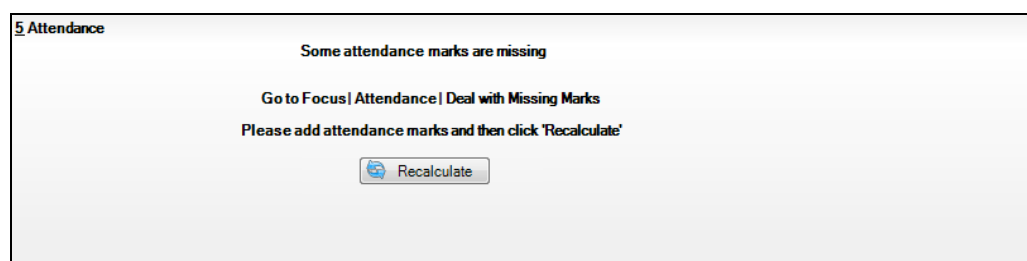 5 Attendance
Some attendance marks are missing
Go to Focus | Attendance | Deal with Missing Marks
Please add attendance marks and then click 'Recalculate'
Recalculate